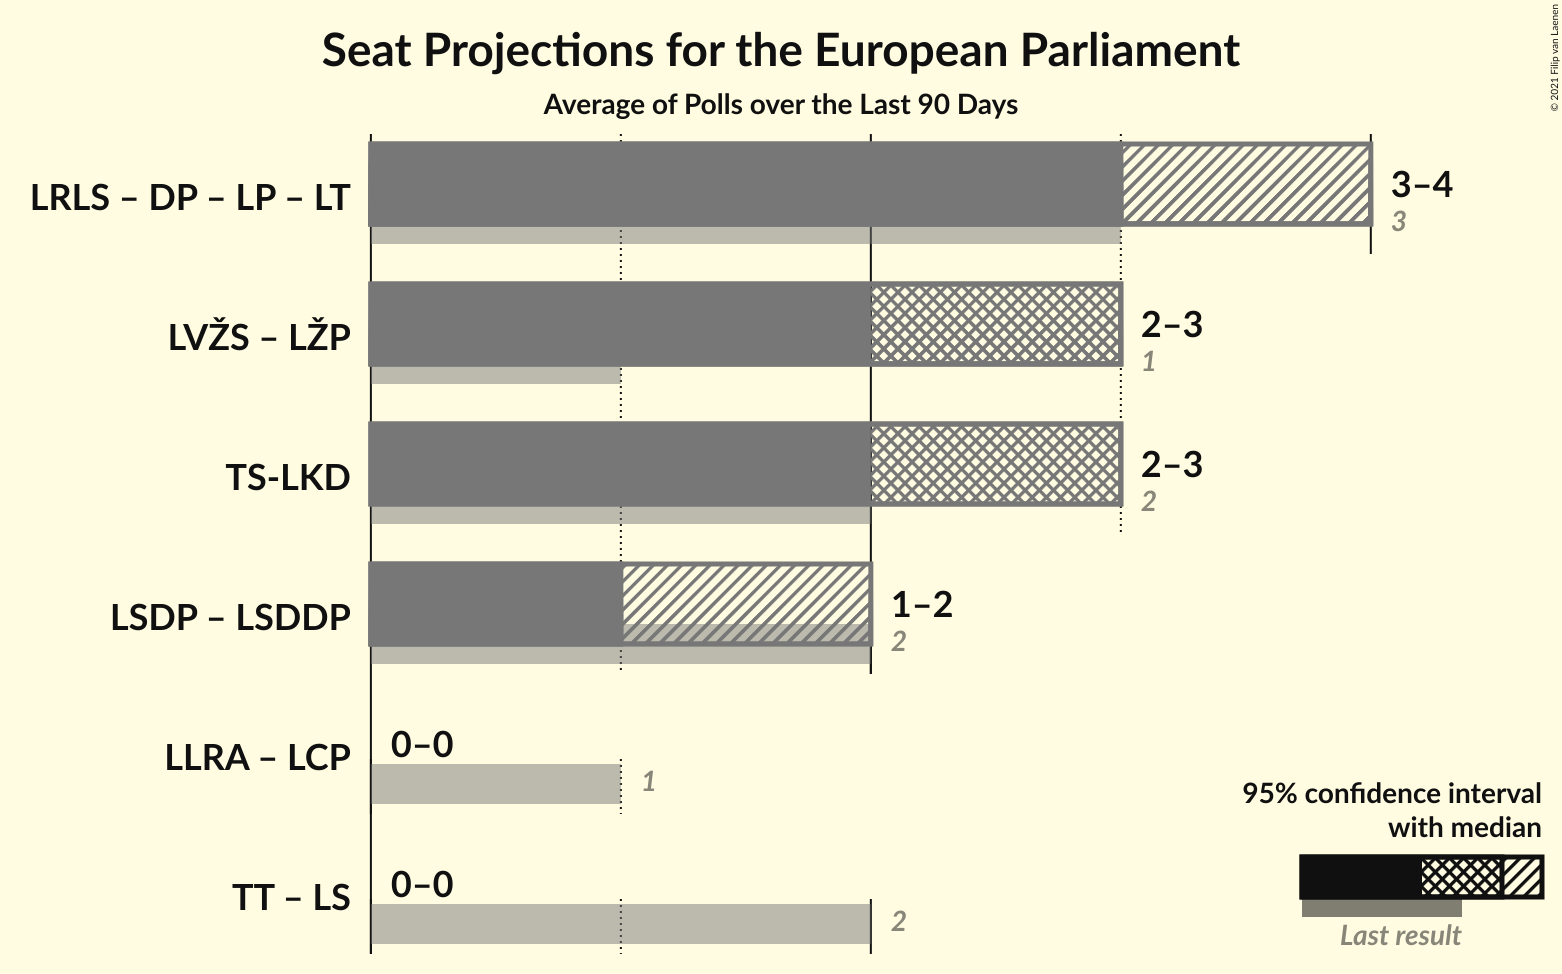 Seat Projections for the European Parliament
Average of Polls over the Last 90 Days
© 2021 Filip van Laenen
LRLS – DP – LP – LT
3–4
3
LVŽS – LŽP
2–3
1
TS-LKD
2–3
2
LSDP – LSDDP
1–2
2
LLRA – LCP
0–0
1
TT – LS
0–0
2
95% confidence interval
with median
Last result